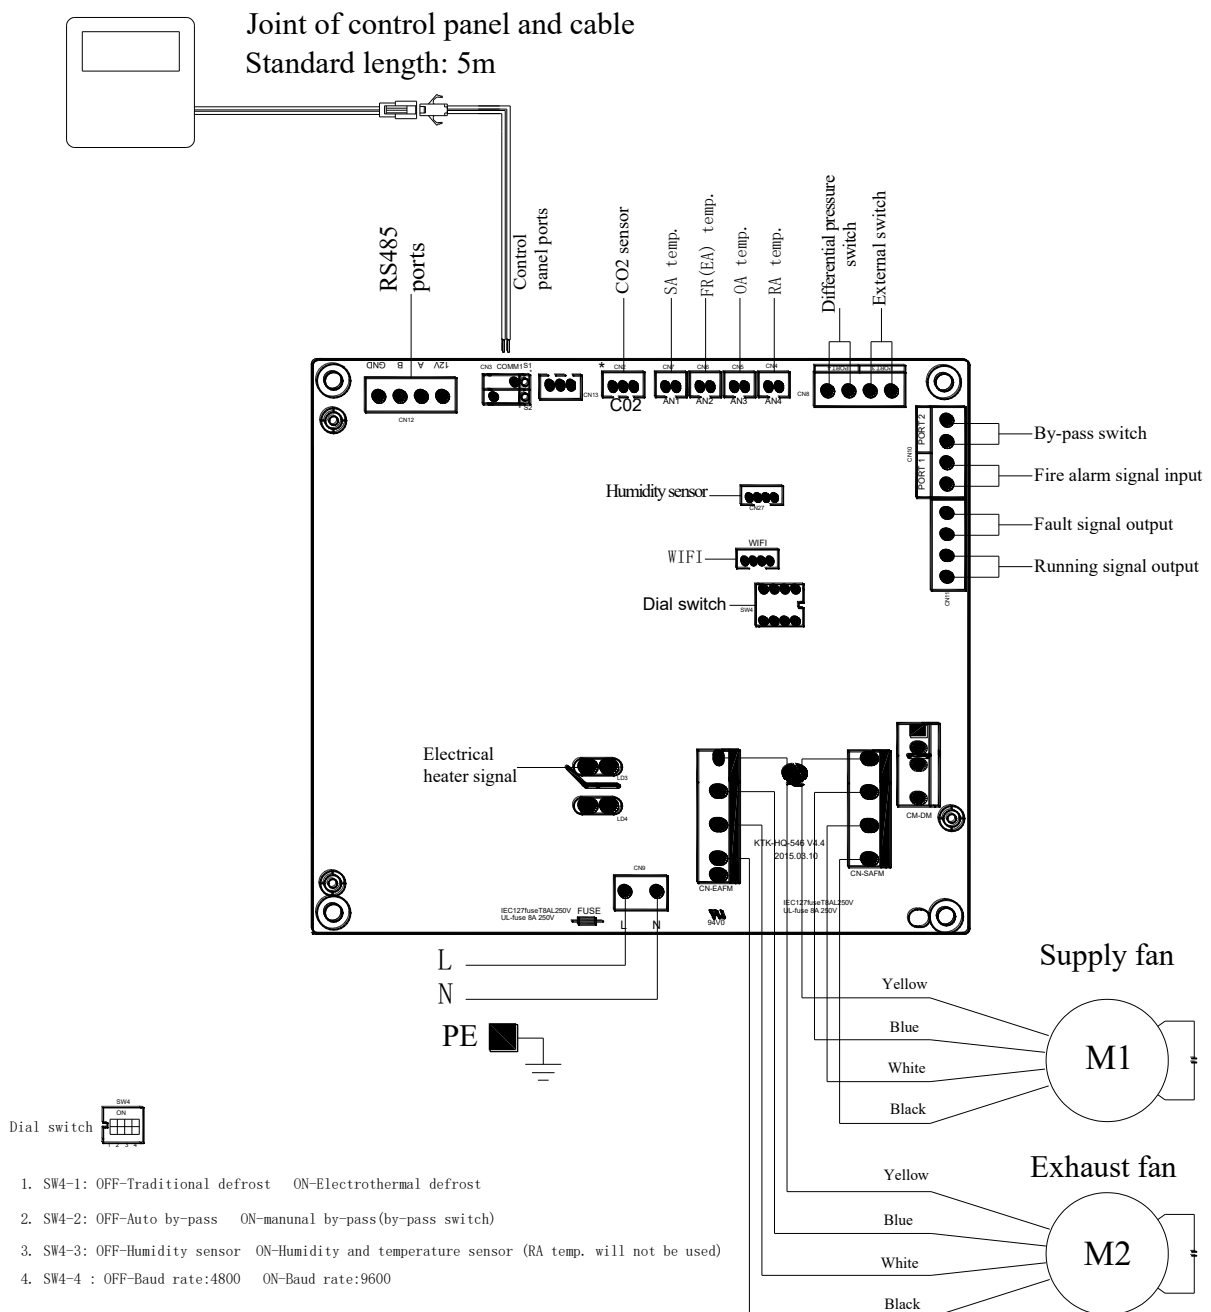 Joint of control panel and cable
Standard length: 5m
RS485
ports
Control
panel ports
CO2 sensor
SA temp.
FR(EA) temp.
OA temp.
RA temp.
Differential pressure
switch
External switch
GND
B
A
12V
CN12
CN3
COMM1
S1
S2
CN13
*
CN2
C02
CN7
AN1
CN6
AN2
CN5
AN3
CN4
AN4
CN8
CN10
PORT 2
PORT 1
By-pass switch
Fire alarm signal input
Fault signal output
Running signal output
CN11
Humidity sensor
CN27
WIFI
WIFI
Dial switch
SW4
Electrical
heater signal
LD3
LD4
CN9
IEC127fuseT8AL250V
UL-fuse 8A 250V
FUSE
L
N
CN-EAFM
94V0
KTK-HQ-546 V4.4
2015.03.10
CN-SAFM
IEC127fuseT8AL250V
UL-fuse 8A 250V
CM-DM
L
N
PE
Supply fan
Yellow
Blue
White
Black
M1
Exhaust fan
Yellow
Blue
White
Black
M2
SW4
ON
Dial switch
1 2 3 4
1. SW4-1: OFF-Traditional defrost ON-Electrothermal defrost
2. SW4-2: OFF-Auto by-pass ON-manunal by-pass(by-pass switch)
3. SW4-3: OFF-Humidity sensor ON-Humidity and temperature sensor (RA temp. will not be used)
4. SW4-4 : OFF-Baud rate:4800 ON-Baud rate:9600